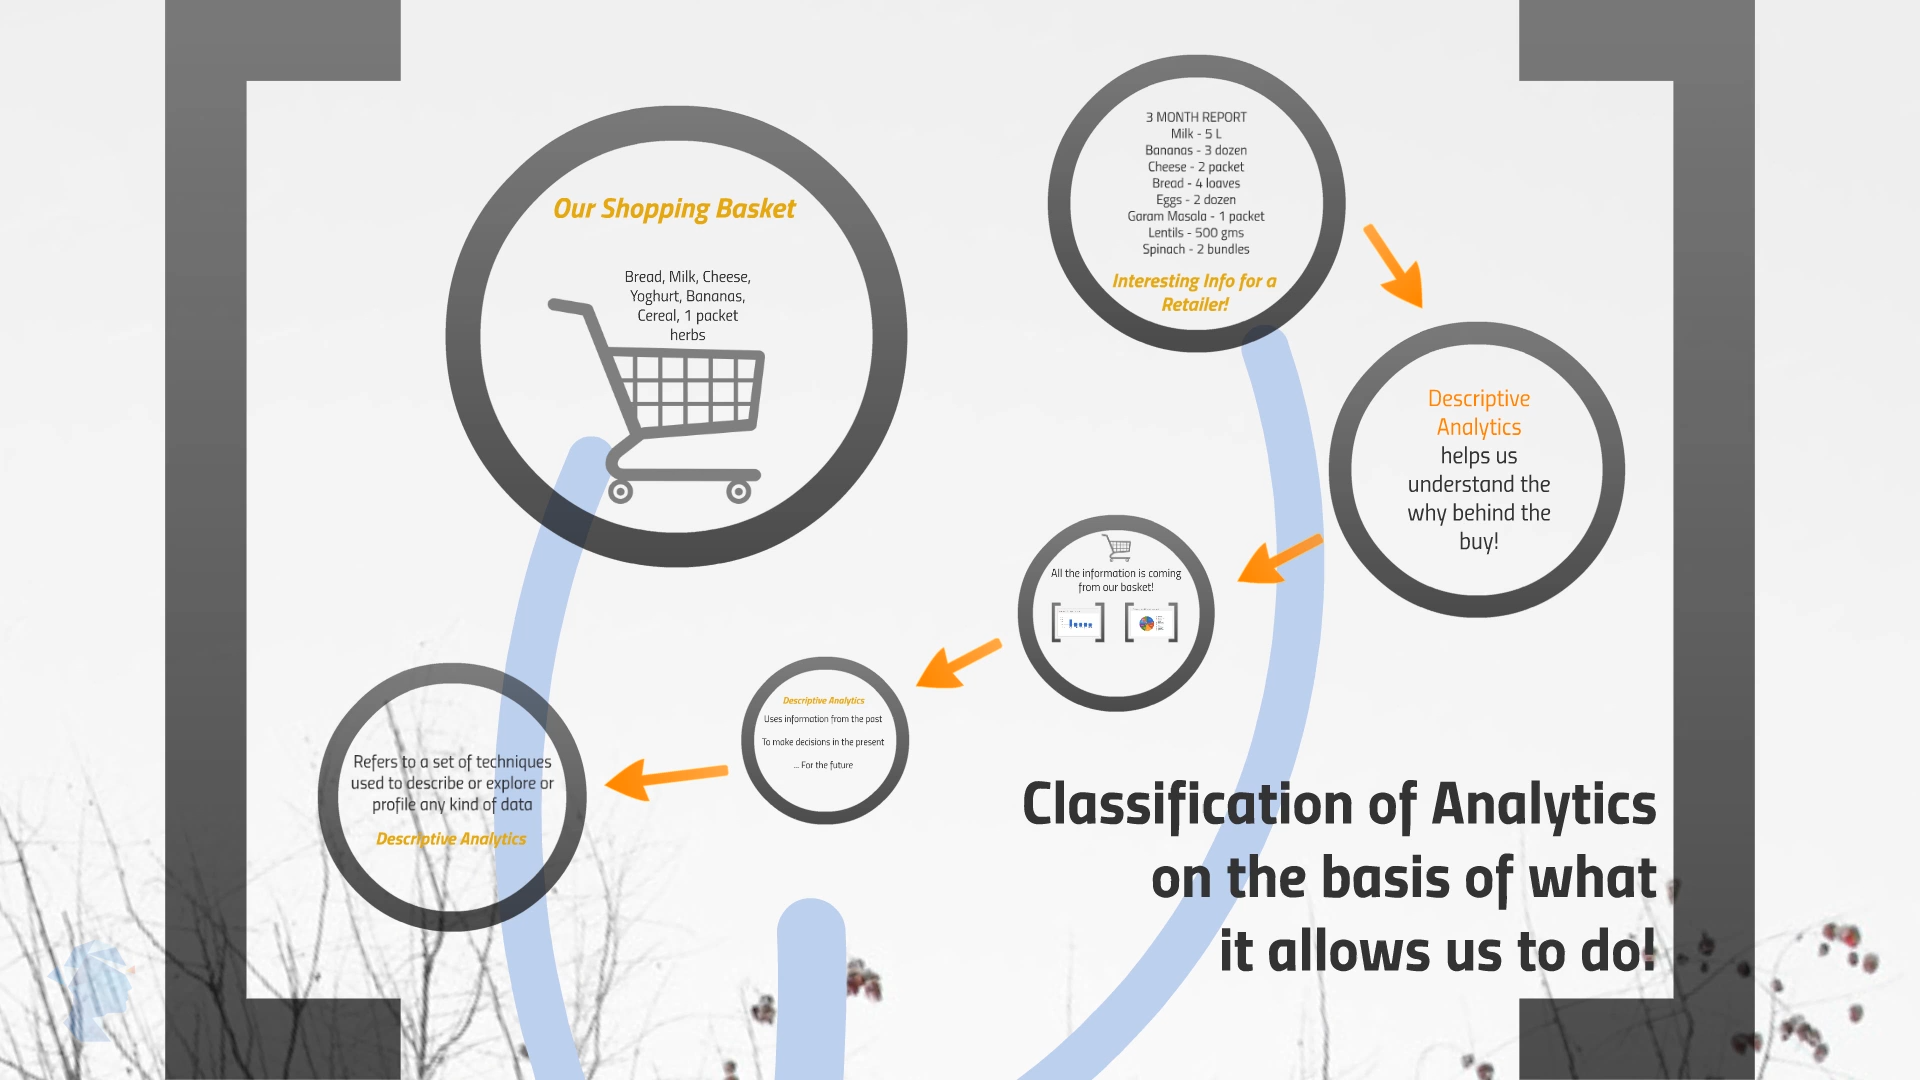 Our Shopping Basket
Bread, Milk, Cheese,
Yoghurt, Bananas,
Cereal, 1 packet
herbs
3 MONTH REPORT
Milk - 5 L
Bananas - 3 dozen
Cheese - 2 packet
Bread - 4 loaves
Eggs - 2 dozen
Garam Masala - 1 packet
Lentils - 500 gms
Spinach - 2 bundles
Interesting Info for a
Retailer!
Descriptive
Analytics
helps us
understand the
why behind the
buy!
All the information is coming
from our basket!
Descriptive Analytics
Uses information from the past
To make decisions in the present
... For the future
Refers to a set of techniques
used to describe or explore or
profile any kind of data
Descriptive Analytics
Classification of Analytics
on the basis of what
it allows us to do!